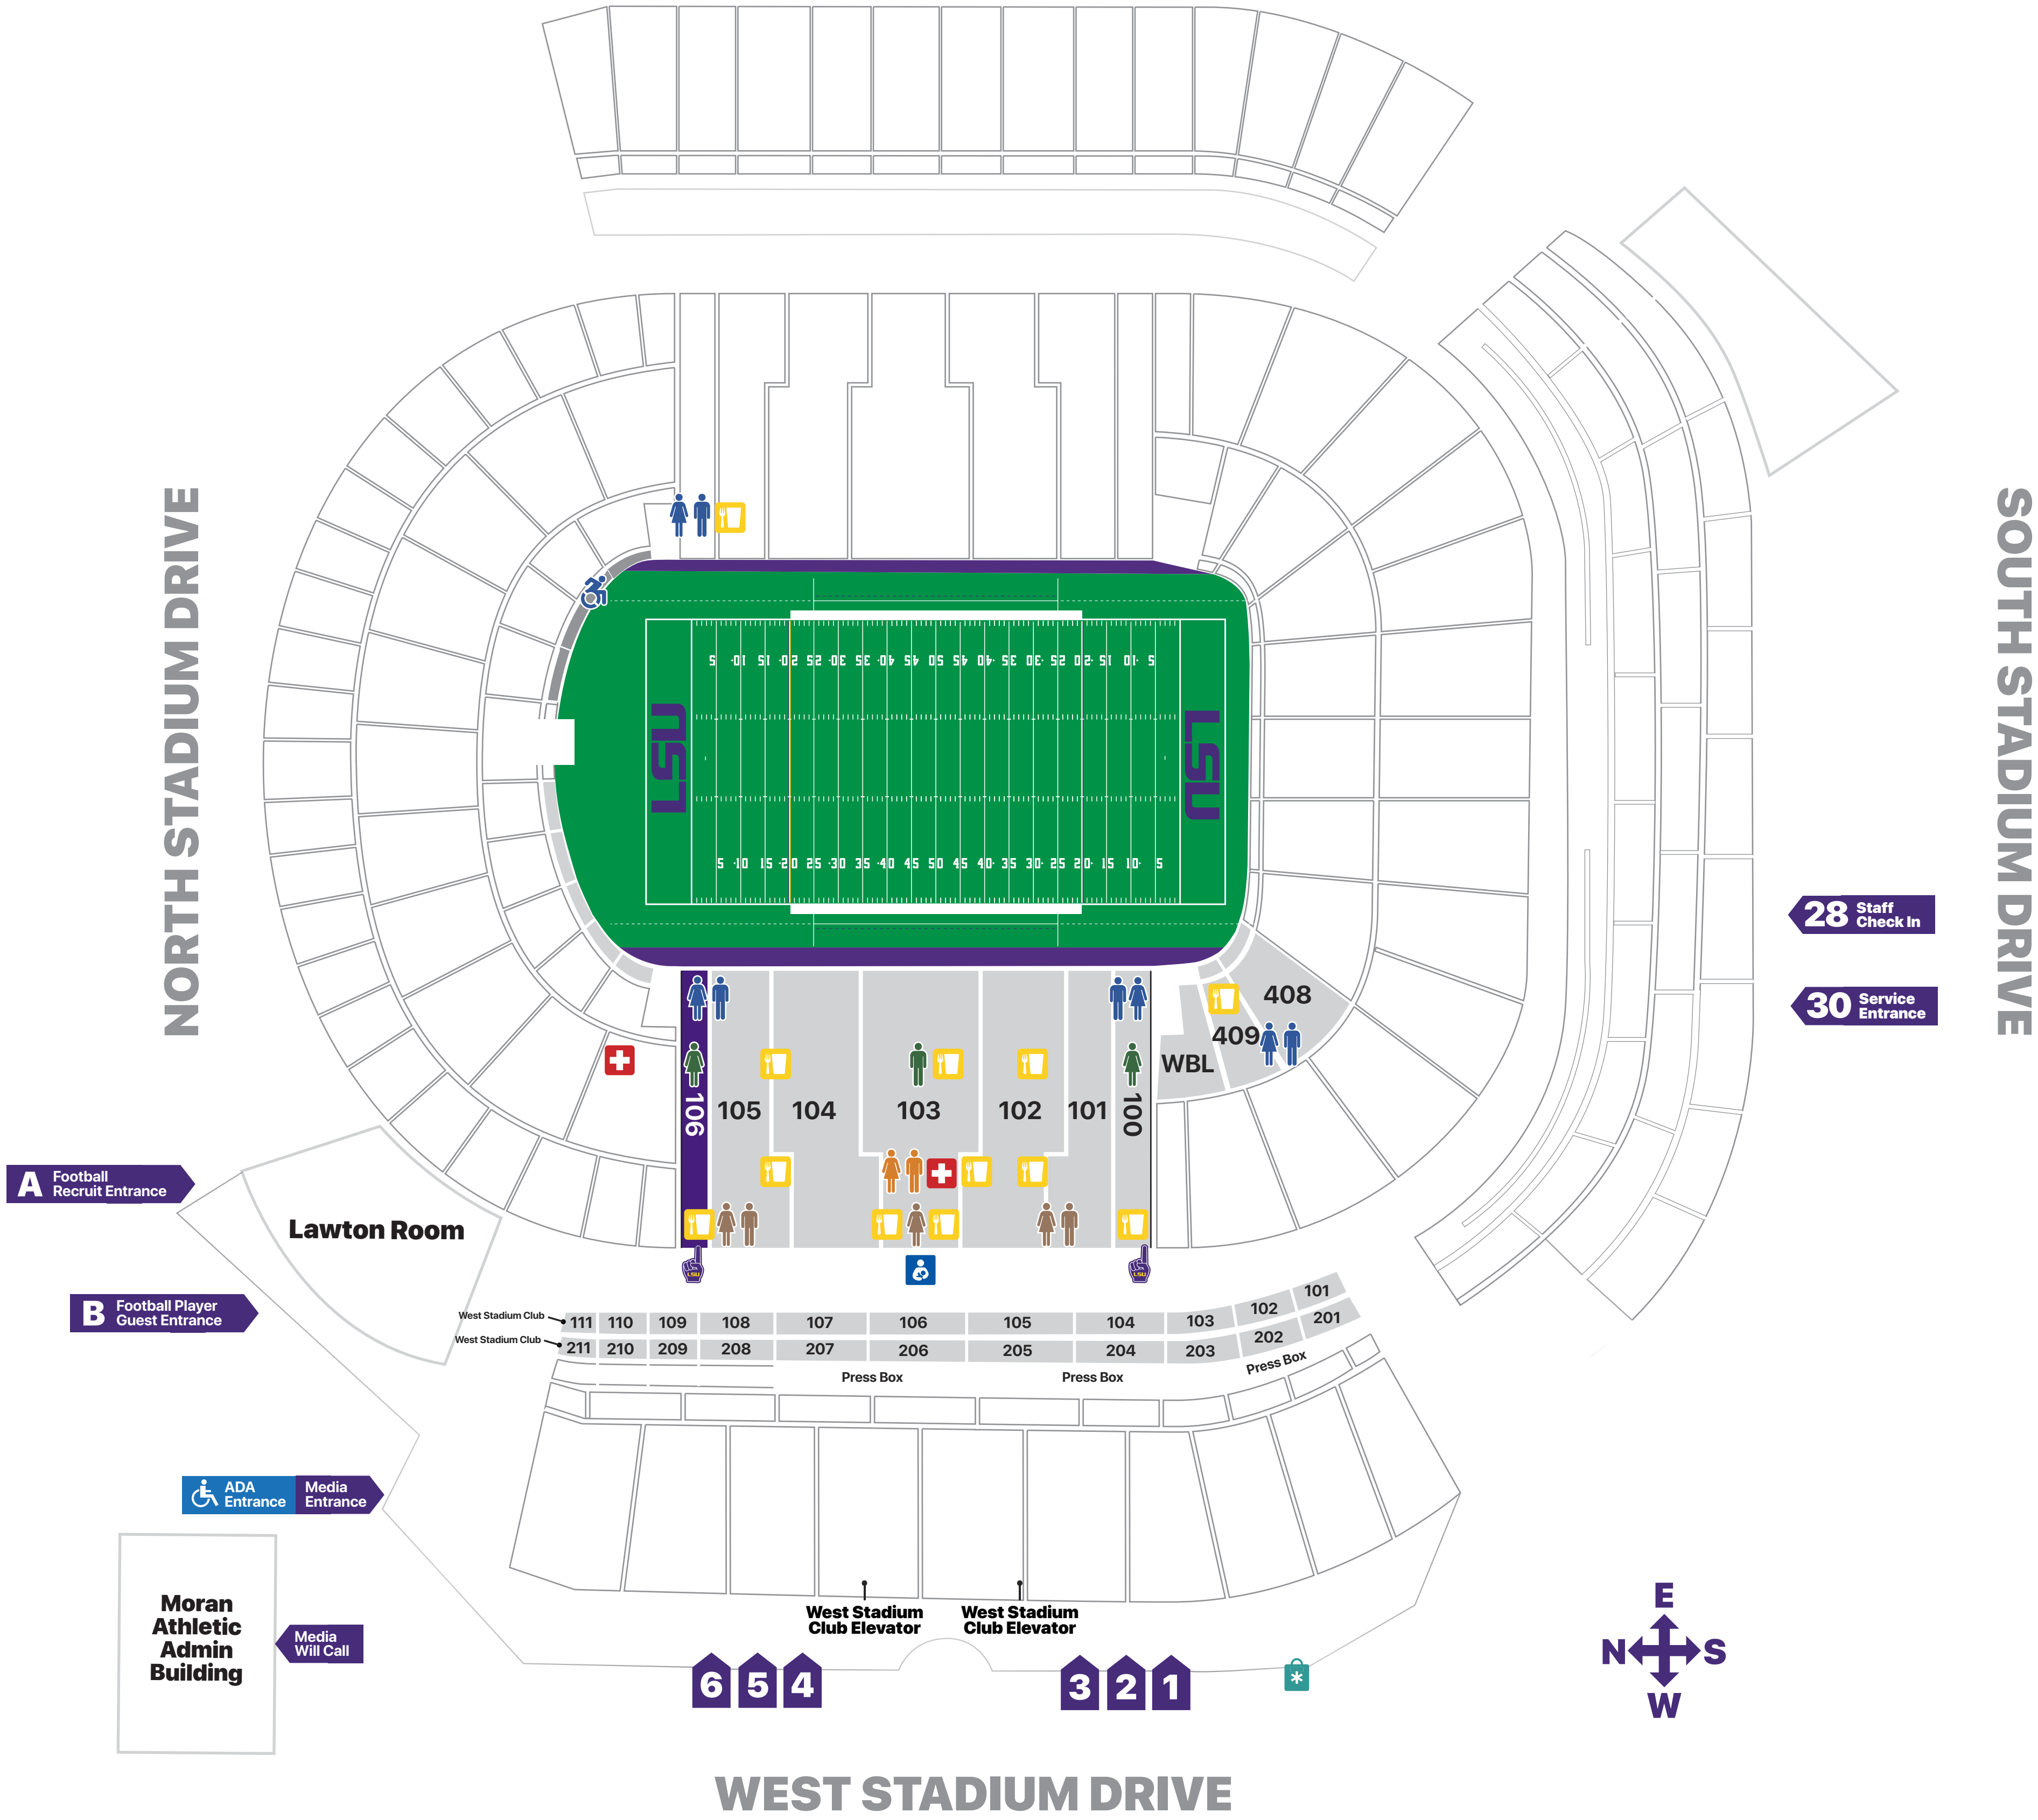 NORTH STADIUM DRIVE
SOUTH STADIUM DRIVE
5 10 15 20 25 30 35 40 45 50 45 40 35 30 25 20 15 10 5
LSU
LSU
5 10 15 20 25 30 35 40 45 50 45 40 35 30 25 20 15 10 5
28 Staff
Check In
30 Service
Entrance
408
409
WBL
106
105
104
103
102
101
100
A Football
Recruit Entrance
Lawton Room
B Football Player
Guest Entrance
LSU
LSU
West Stadium Club
111 110 109 108 107 106 105 104 103 102 101
West Stadium Club
211 210 209 208 207 206 205 204 203 202 201
Press Box
Press Box
Press Box
ADA
Entrance
Media
Entrance
Moran
Athletic
Admin
Building
Media
Will Call
West Stadium
Club Elevator
West Stadium
Club Elevator
6 5 4
3 2 1
E
N S
W
WEST STADIUM DRIVE